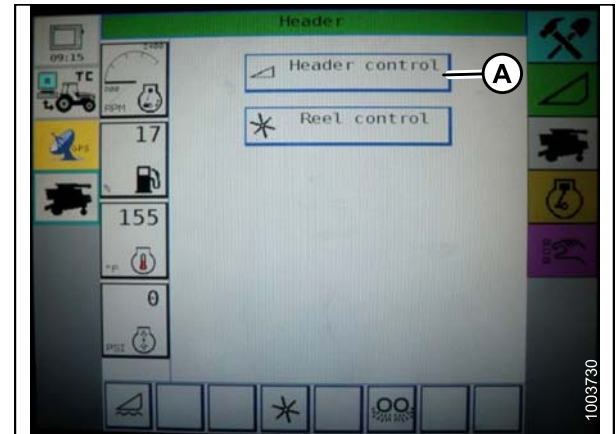 Header
09:15
TC
GPS
RPM
17
155
°F
0
PSI
Header control
A
Reel control
1003730